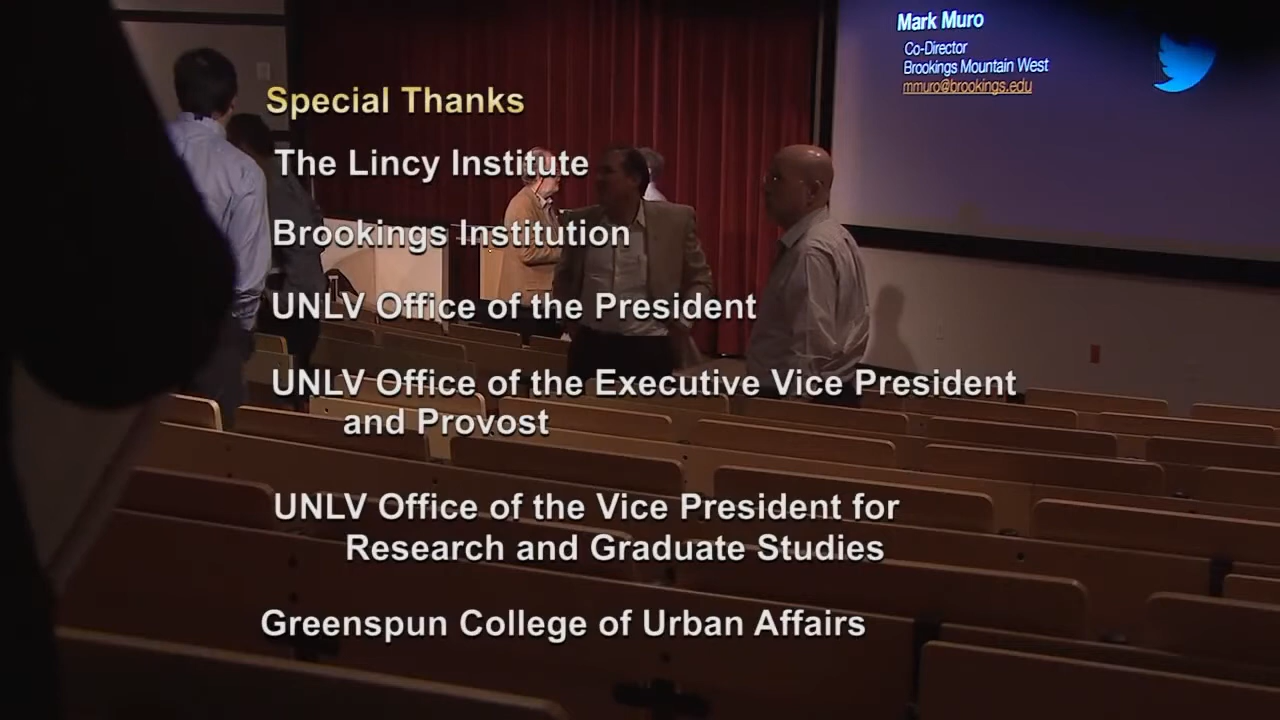 Mark Muro
Co-Director
Brookings Mountain West
mmuro@brookings.edu
Special Thanks
The Lincy Institute
Brookings Institution
UNLV Office of the President
UNLV Office of the Executive Vice President
and Provost
UNLV Office of the Vice President for
Research and Graduate Studies
Greenspun College of Urban Affairs